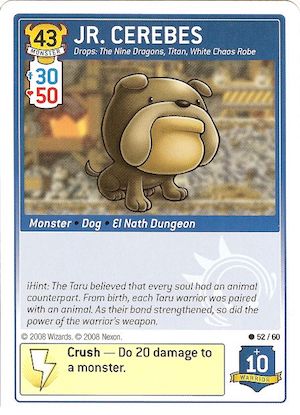 43
MONSTER
JR. CEREBES
Drops: The Nine Dragons, Titan, White Chaos Robe
30
50
Monster • Dog • El Nath Dungeon
iHint: The Taru believed that every soul had an animal
counterpart. From birth, each Taru warrior was paired
with an animal. As their bond strengthened, so did the
power of the warrior's weapon.
© 2008 Wizards. © 2008 Nexon.
● 52 / 60
Crush — Do 20 damage to
a monster.
+
10
WARRIOR